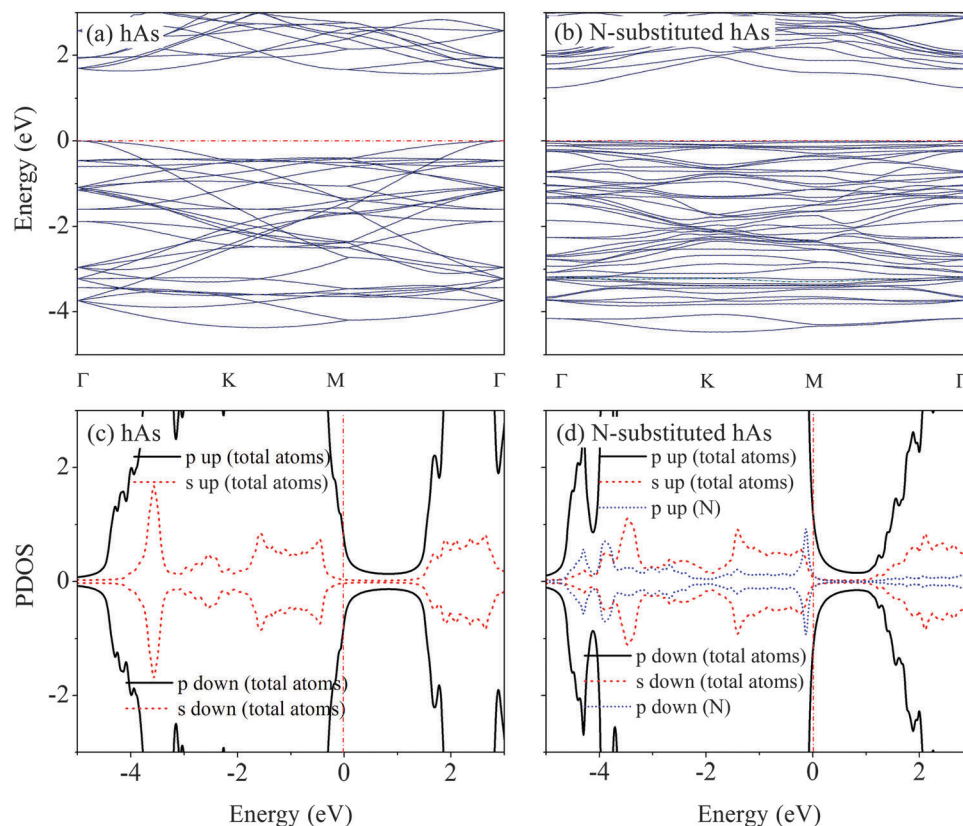 (a) hAs
(b) N-substituted hAs
Energy (eV)
2
0
-2
-4
Γ K M Γ
Γ K M Γ
(c) hAs
p up (total atoms)
s up (total atoms)
p down (total atoms)
s down (total atoms)
(d) N-substituted hAs
p up (total atoms)
s up (total atoms)
p up (N)
p down (total atoms)
s down (total atoms)
p down (N)
PDOS
2
0
-2
-4 -2 0 2
-4 -2 0 2
Energy (eV)
Energy (eV)